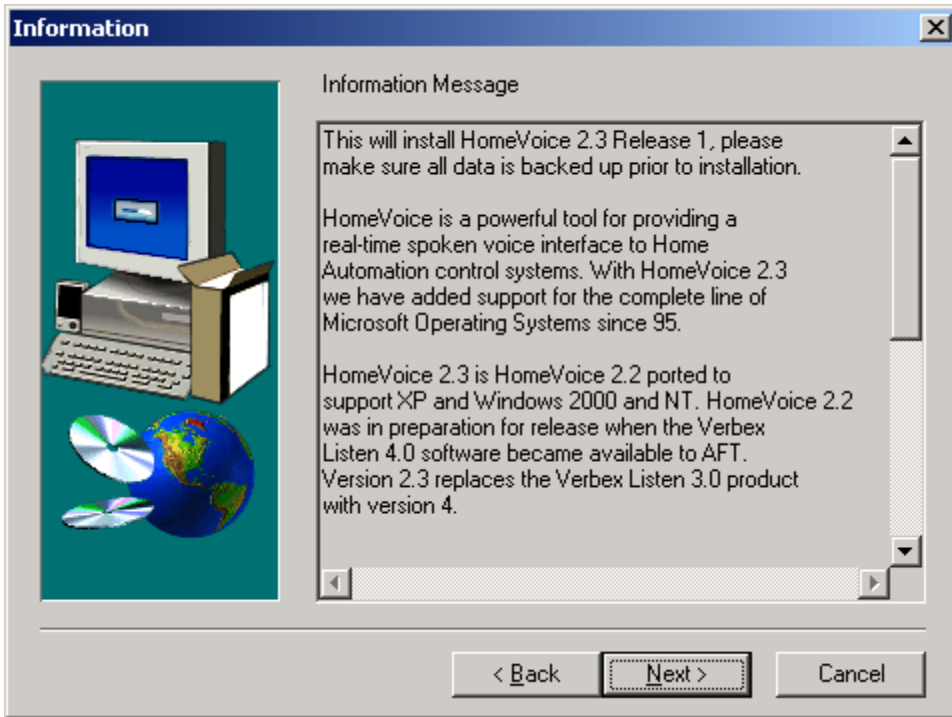 Information
Information Message
This will install HomeVoice 2.3 Release 1, please
make sure all data is backed up prior to installation.
HomeVoice is a powerful tool for providing a
real-time spoken voice interface to Home
Automation control systems. With HomeVoice 2.3
we have added support for the complete line of
Microsoft Operating Systems since 95.
HomeVoice 2.3 is HomeVoice 2.2 ported to
support XP and Windows 2000 and NT. HomeVoice 2.2
was in preparation for release when the Verbex
Listen 4.0 software became available to AFT.
Version 2.3 replaces the Verbex Listen 3.0 product
with version 4.
< Back Next > Cancel